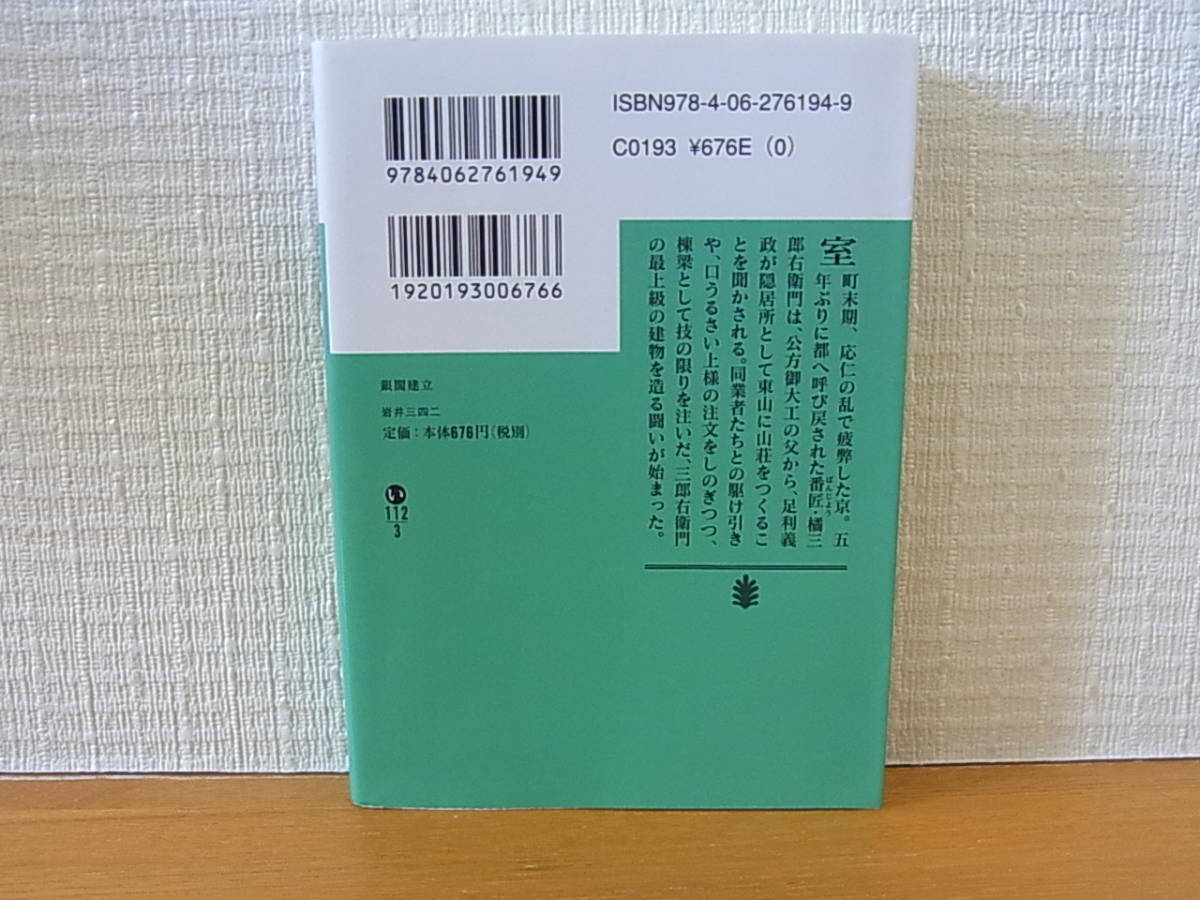 ISBN978-4-06-276194-9
C0193 ¥676E (0)
9784062761949
1920193006766
室町末期、応仁の乱で疲弊した京。五
年ぶりに都へ呼び戻された番匠・橘三
ばんじょう
郎右衛門は、公方御大工の父から、足利義
政が隠居所として東山に山荘をつくるこ
とを聞かされる。同業者たちとの駆け引き
や、口うるさい上様の注文をしのぎつつ、
棟梁として技の限りを注いだ、三郎右衛門
の最上級の建物を造る闘いが始まった。
銀閣建立
岩井三四二
定価:本体676円(税別)
い
112
3